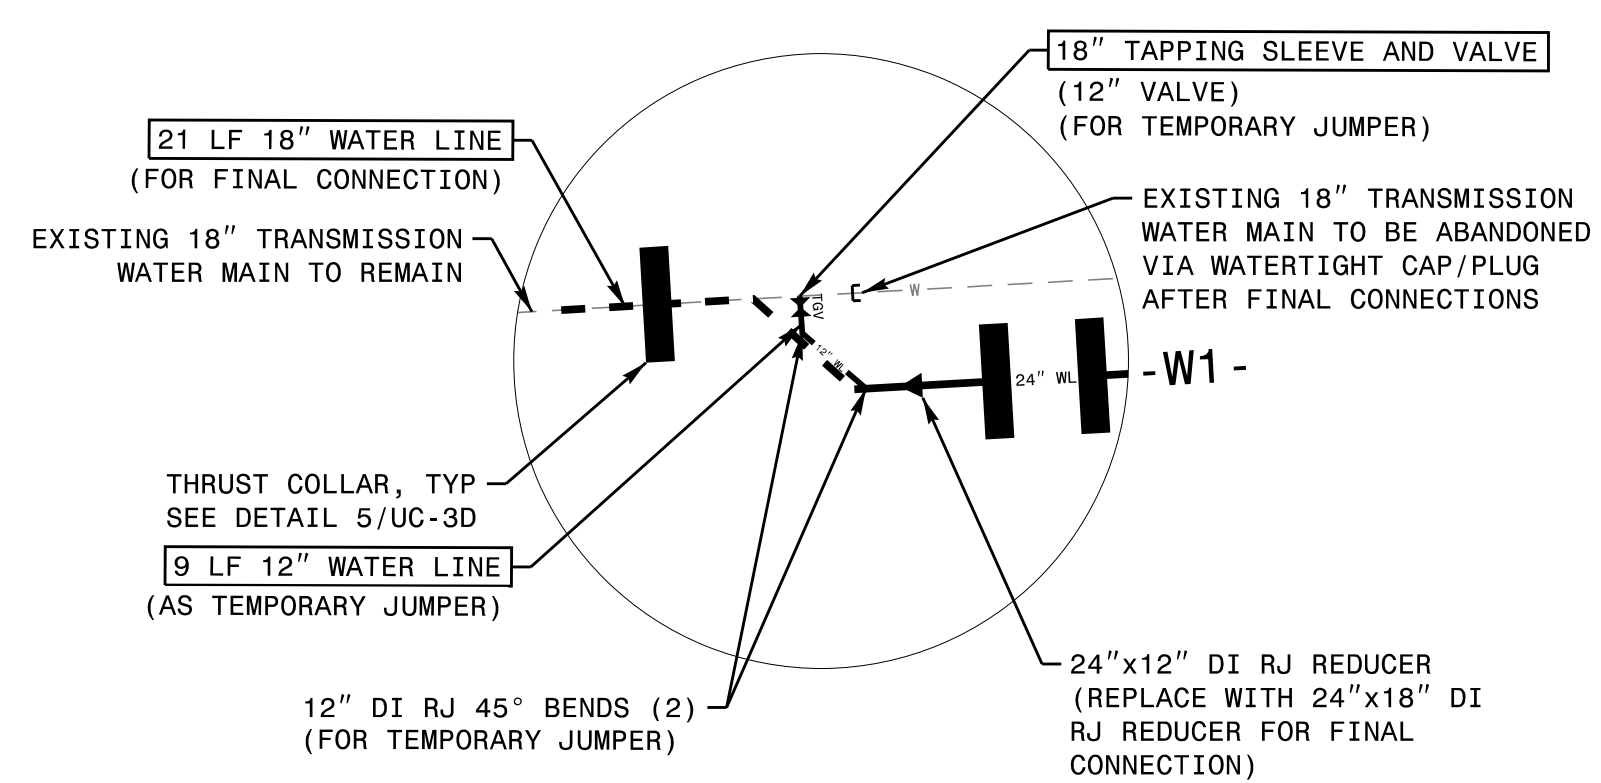 18" TAPPING SLEEVE AND VALVE
(12" VALVE)
(FOR TEMPORARY JUMPER)
21 LF 18" WATER LINE
(FOR FINAL CONNECTION)
EXISTING 18" TRANSMISSION
WATER MAIN TO REMAIN
EXISTING 18" TRANSMISSION
WATER MAIN TO BE ABANDONED
VIA WATERTIGHT CAP/PLUG
AFTER FINAL CONNECTIONS
W
TGV
12" WL
24" WL
-W1-
THRUST COLLAR, TYP
SEE DETAIL 5/UC-3D
9 LF 12" WATER LINE
(AS TEMPORARY JUMPER)
12" DI RJ 45° BENDS (2)
(FOR TEMPORARY JUMPER)
24"x12" DI RJ REDUCER
(REPLACE WITH 24"x18" DI
RJ REDUCER FOR FINAL
CONNECTION)